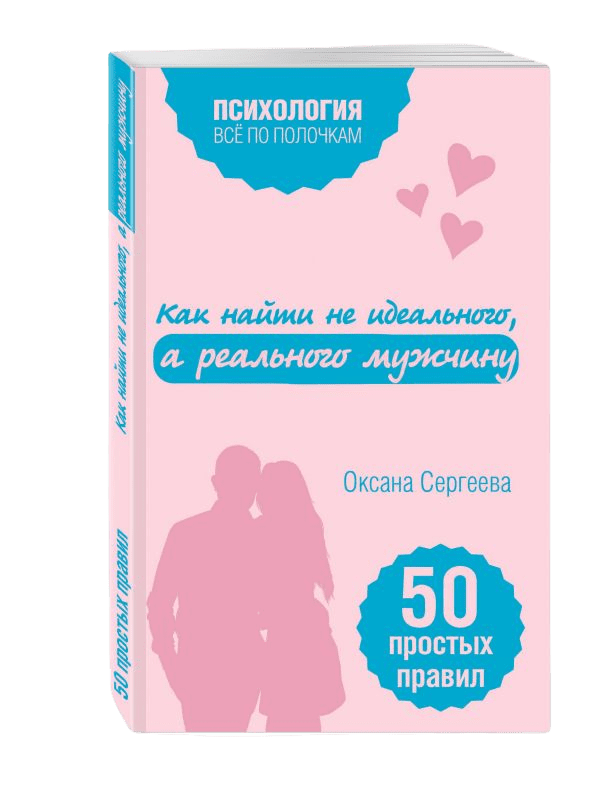 ПСИХОЛОГИЯ
ВСЁ ПО ПОЛОЧКАМ
Как найти не идеального,
а реального мужчину
Оксана Сергеева
50
простых
правил
Как найти не идеального, а реального мужчину
50 простых правил